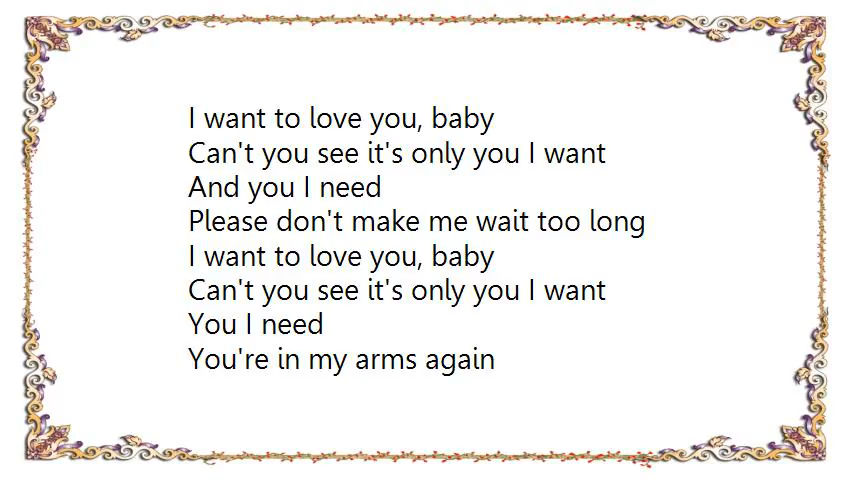 I want to love you, baby
Can't you see it's only you I want
And you I need
Please don't make me wait too long
I want to love you, baby
Can't you see it's only you I want
You I need
You're in my arms again